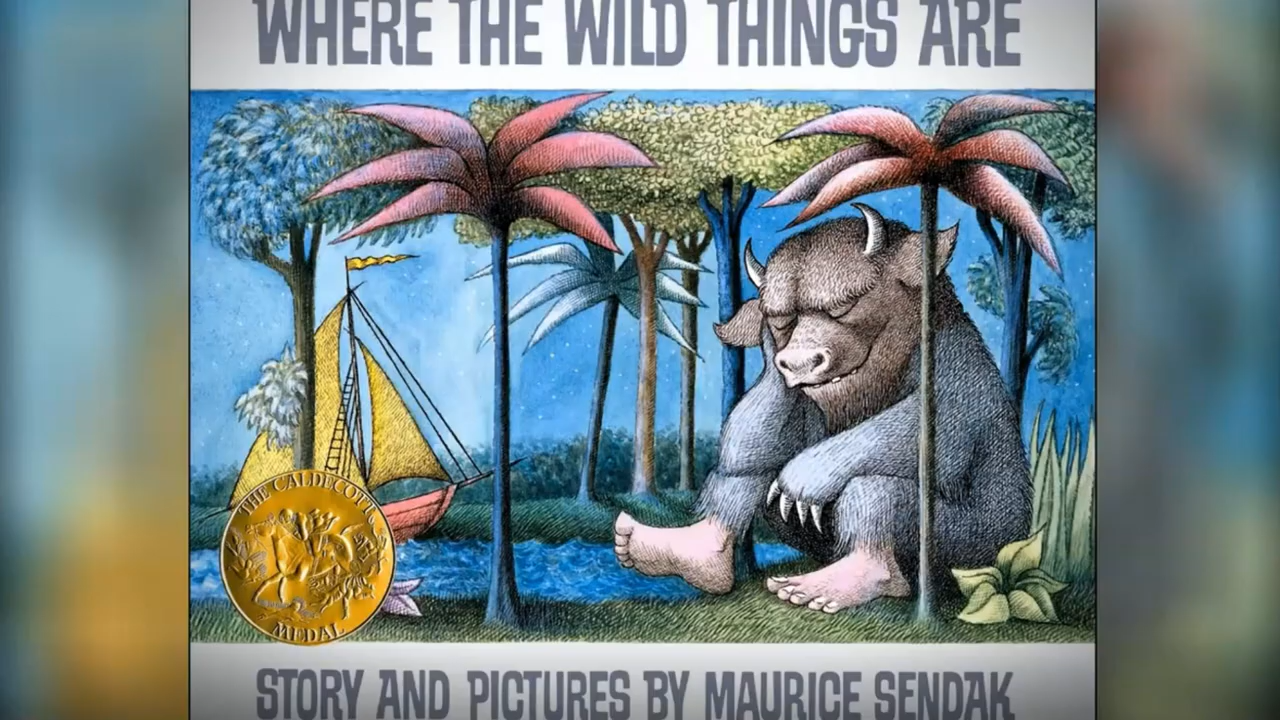 WHERE THE WILD THINGS ARE
THE CALDECOTT
MEDAL
STORY AND PICTURES BY MAURICE SENDAK